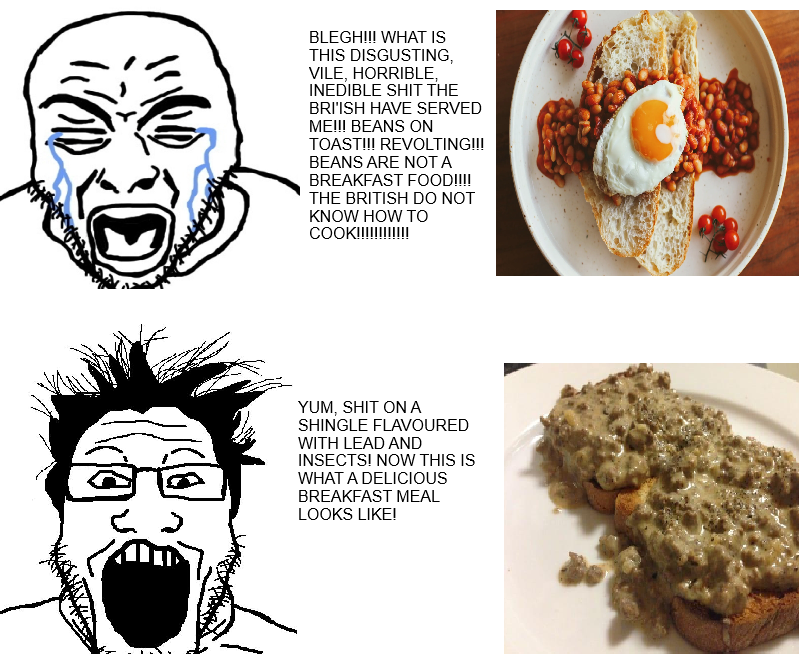 BLEGH!!! WHAT IS
THIS DISGUSTING,
VILE, HORRIBLE,
INEDIBLE SHIT THE
BRI'ISH HAVE SERVED
ME!!! BEANS ON
TOAST!!! REVOLTING!!!
BEANS ARE NOT A
BREAKFAST FOOD!!!!
THE BRITISH DO NOT
KNOW HOW TO
COOK!!!!!!!!!!!!
YUM, SHIT ON A
SHINGLE FLAVOURED
WITH LEAD AND
INSECTS! NOW THIS IS
WHAT A DELICIOUS
BREAKFAST MEAL
LOOKS LIKE!